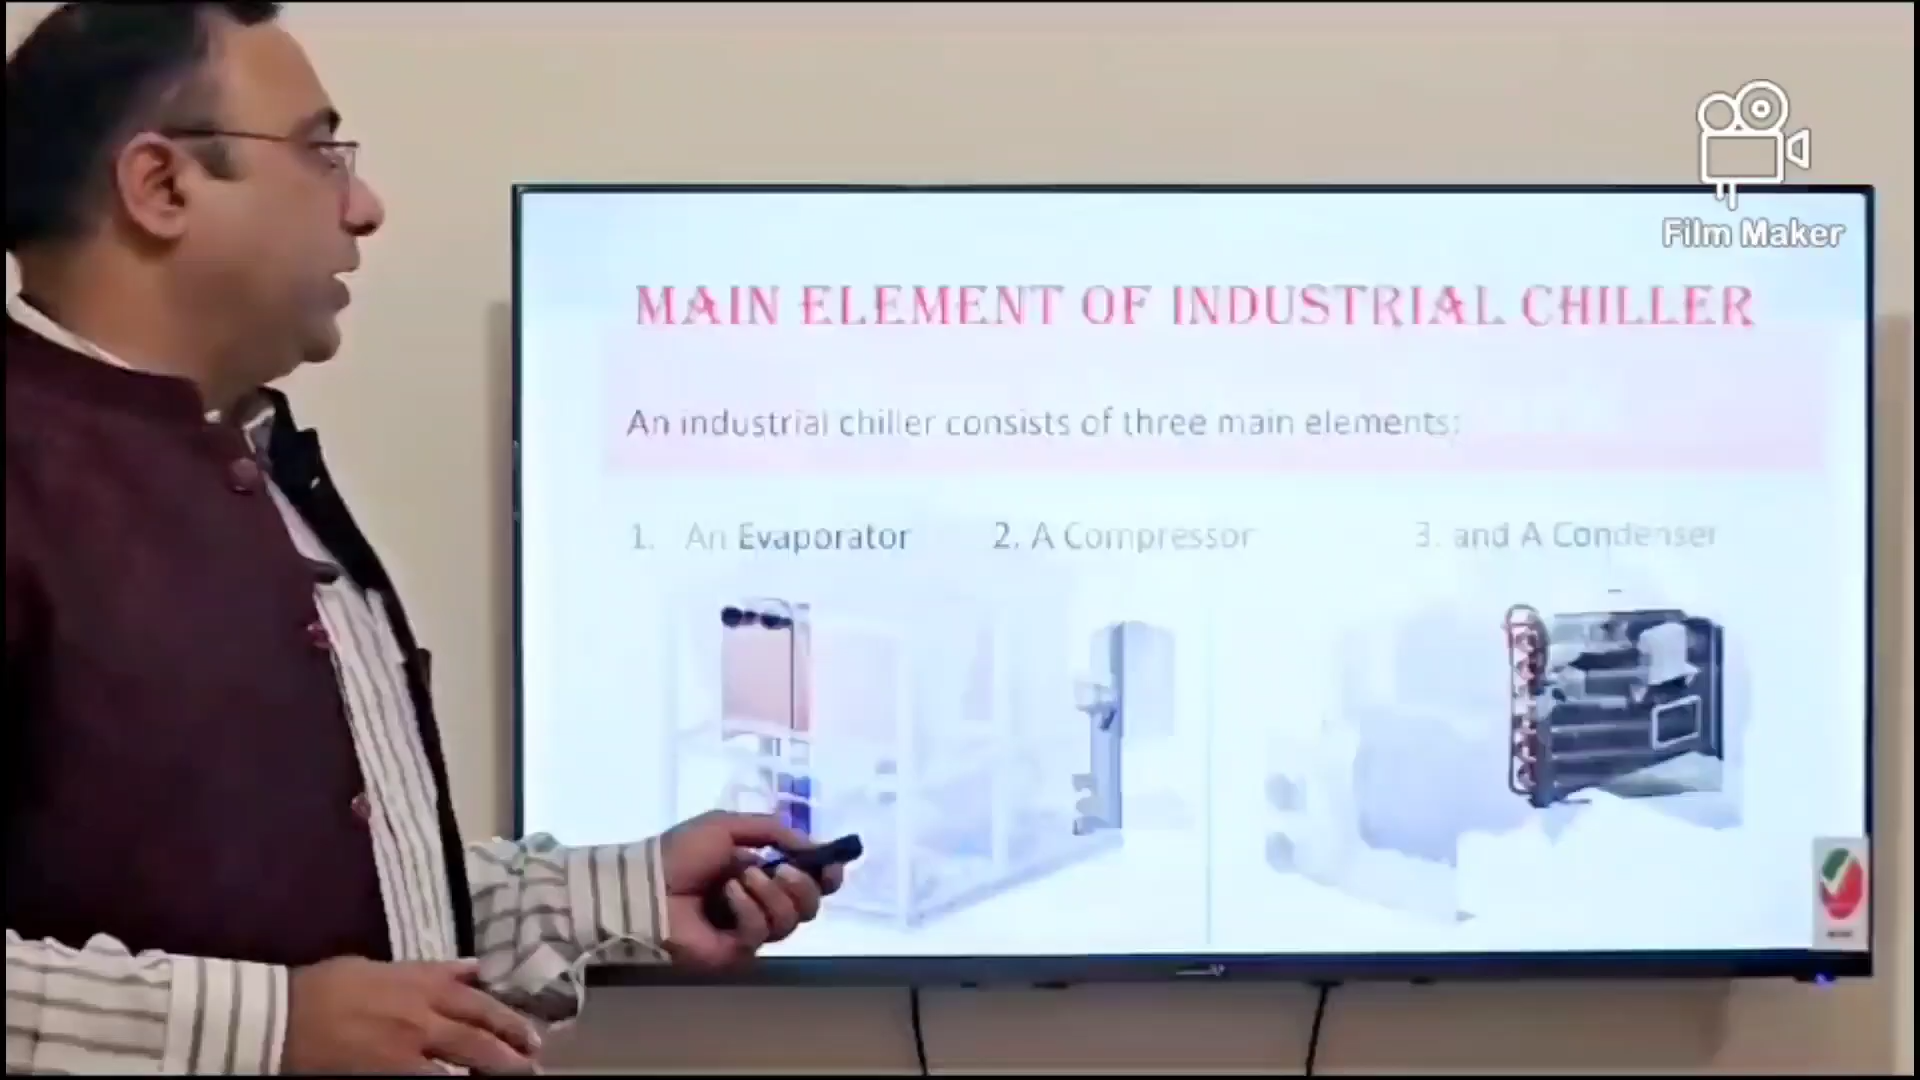 Film Maker
MAIN ELEMENT OF INDUSTRIAL CHILLER
An industrial chiller consists of three main elements:
1. An Evaporator 2. A Compressor 3. and A Condenser